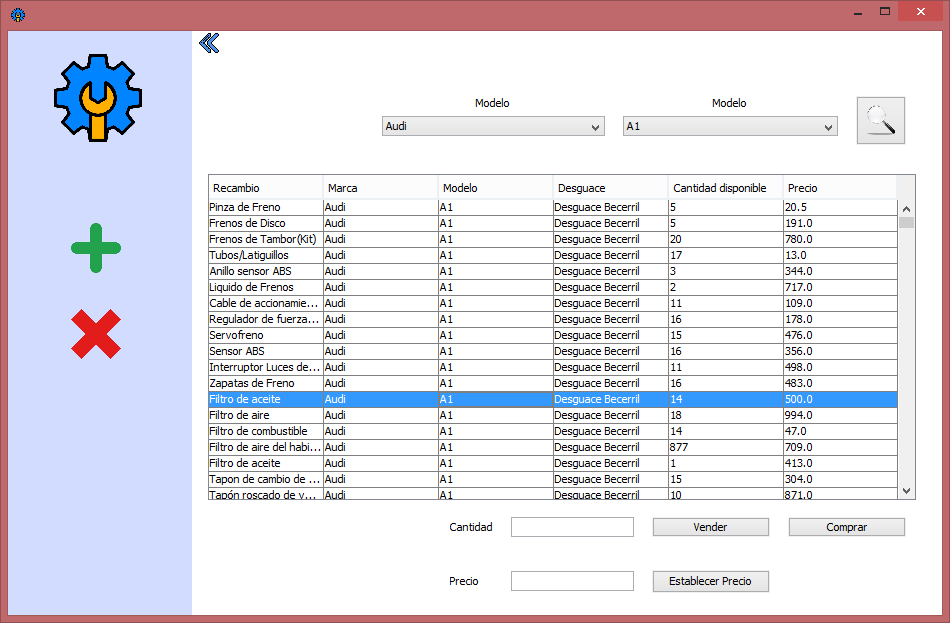 Modelo Modelo
Audi A1
Recambio Marca Modelo Desguace Cantidad disponible Precio
Pinza de Freno Audi A1 Desguace Becerril 5 20.5
Frenos de Disco Audi A1 Desguace Becerril 5 191.0
Frenos de Tambor(Kit) Audi A1 Desguace Becerril 20 780.0
Tubos/Latiguillos Audi A1 Desguace Becerril 17 13.0
Anillo sensor ABS Audi A1 Desguace Becerril 3 344.0
Liquido de Frenos Audi A1 Desguace Becerril 2 717.0
Cable de accionamie... Audi A1 Desguace Becerril 11 109.0
Regulador de fuerza... Audi A1 Desguace Becerril 16 178.0
Servofreno Audi A1 Desguace Becerril 15 476.0
Sensor ABS Audi A1 Desguace Becerril 16 356.0
Interruptor Luces de... Audi A1 Desguace Becerril 11 498.0
Zapatas de Freno Audi A1 Desguace Becerril 16 483.0
Filtro de aceite Audi A1 Desguace Becerril 14 500.0
Filtro de aire Audi A1 Desguace Becerril 18 994.0
Filtro de combustible Audi A1 Desguace Becerril 14 47.0
Filtro de aire del habi... Audi A1 Desguace Becerril 877 709.0
Filtro de aceite Audi A1 Desguace Becerril 1 413.0
Tapon de cambio de ... Audi A1 Desguace Becerril 15 304.0
Tapón roscado de v... Audi A1 Desguace Becerril 10 871.0
Cantidad Vender Comprar
Precio Establecer Precio